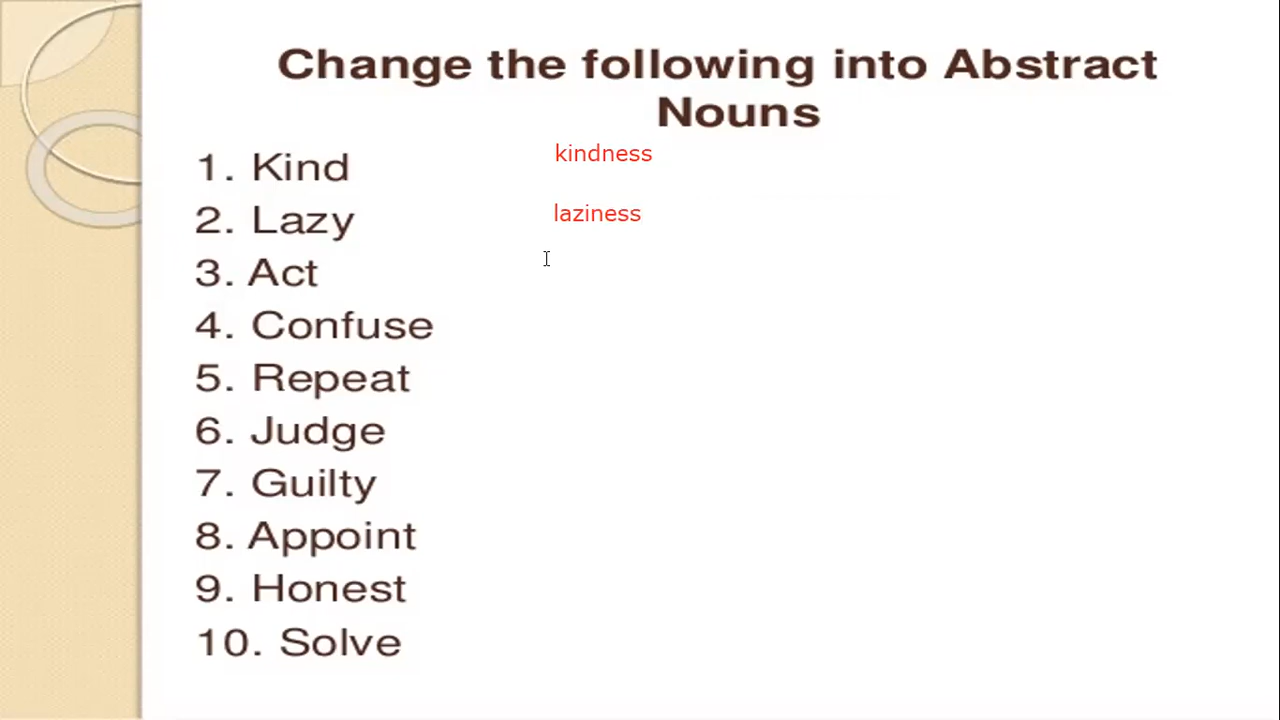 Change the following into Abstract
Nouns
1. Kind kindness
2. Lazy laziness
3. Act
4. Confuse
5. Repeat
6. Judge
7. Guilty
8. Appoint
9. Honest
10. Solve